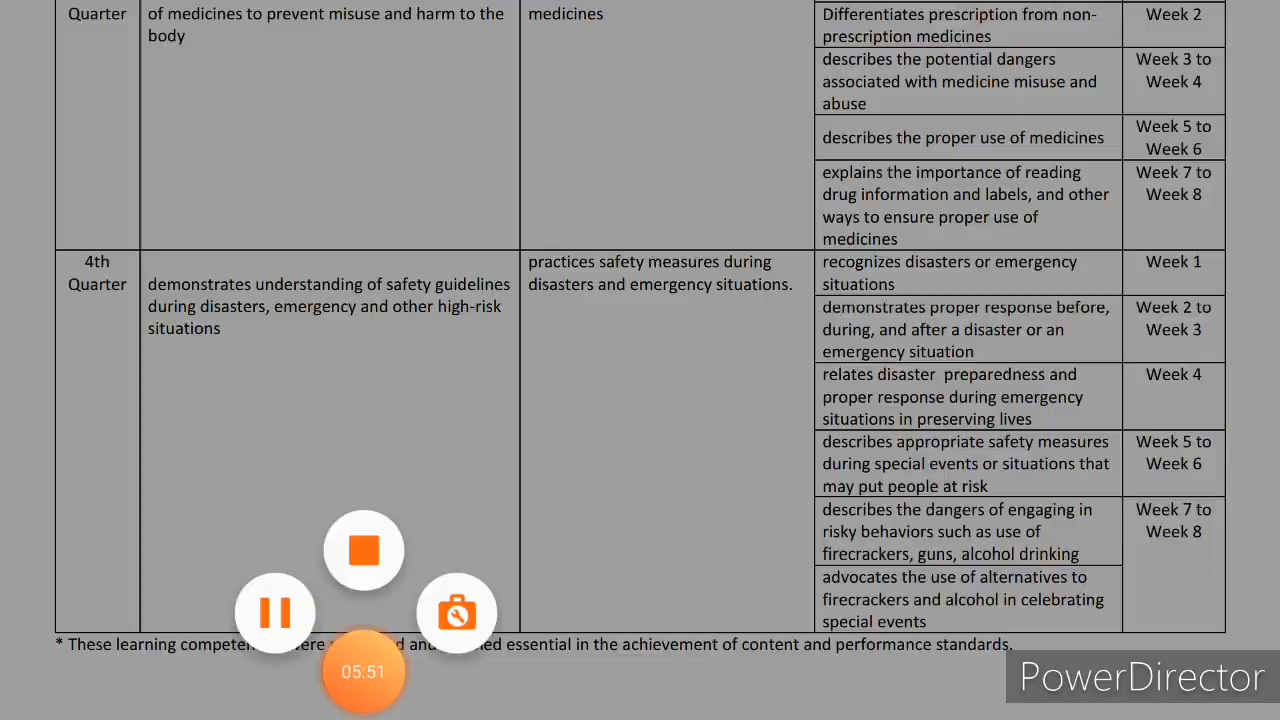 Quarter
of medicines to prevent misuse and harm to the
body
medicines
Differentiates prescription from non-
prescription medicines
Week 2
describes the potential dangers
associated with medicine misuse and
abuse
Week 3 to
Week 4
describes the proper use of medicines
Week 5 to
Week 6
explains the importance of reading
drug information and labels, and other
ways to ensure proper use of
medicines
Week 7 to
Week 8
4th
Quarter
demonstrates understanding of safety guidelines
during disasters, emergency and other high-risk
situations
practices safety measures during
disasters and emergency situations.
recognizes disasters or emergency
situations
Week 1
demonstrates proper response before,
during, and after a disaster or an
emergency situation
Week 2 to
Week 3
relates disaster preparedness and
proper response during emergency
situations in preserving lives
Week 4
describes appropriate safety measures
during special events or situations that
may put people at risk
Week 5 to
Week 6
describes the dangers of engaging in
risky behaviors such as use of
firecrackers, guns, alcohol drinking
Week 7 to
Week 8
advocates the use of alternatives to
firecrackers and alcohol in celebrating
special events
* These learning essential in the achievement of content and performance standards.
05:51
PowerDirector